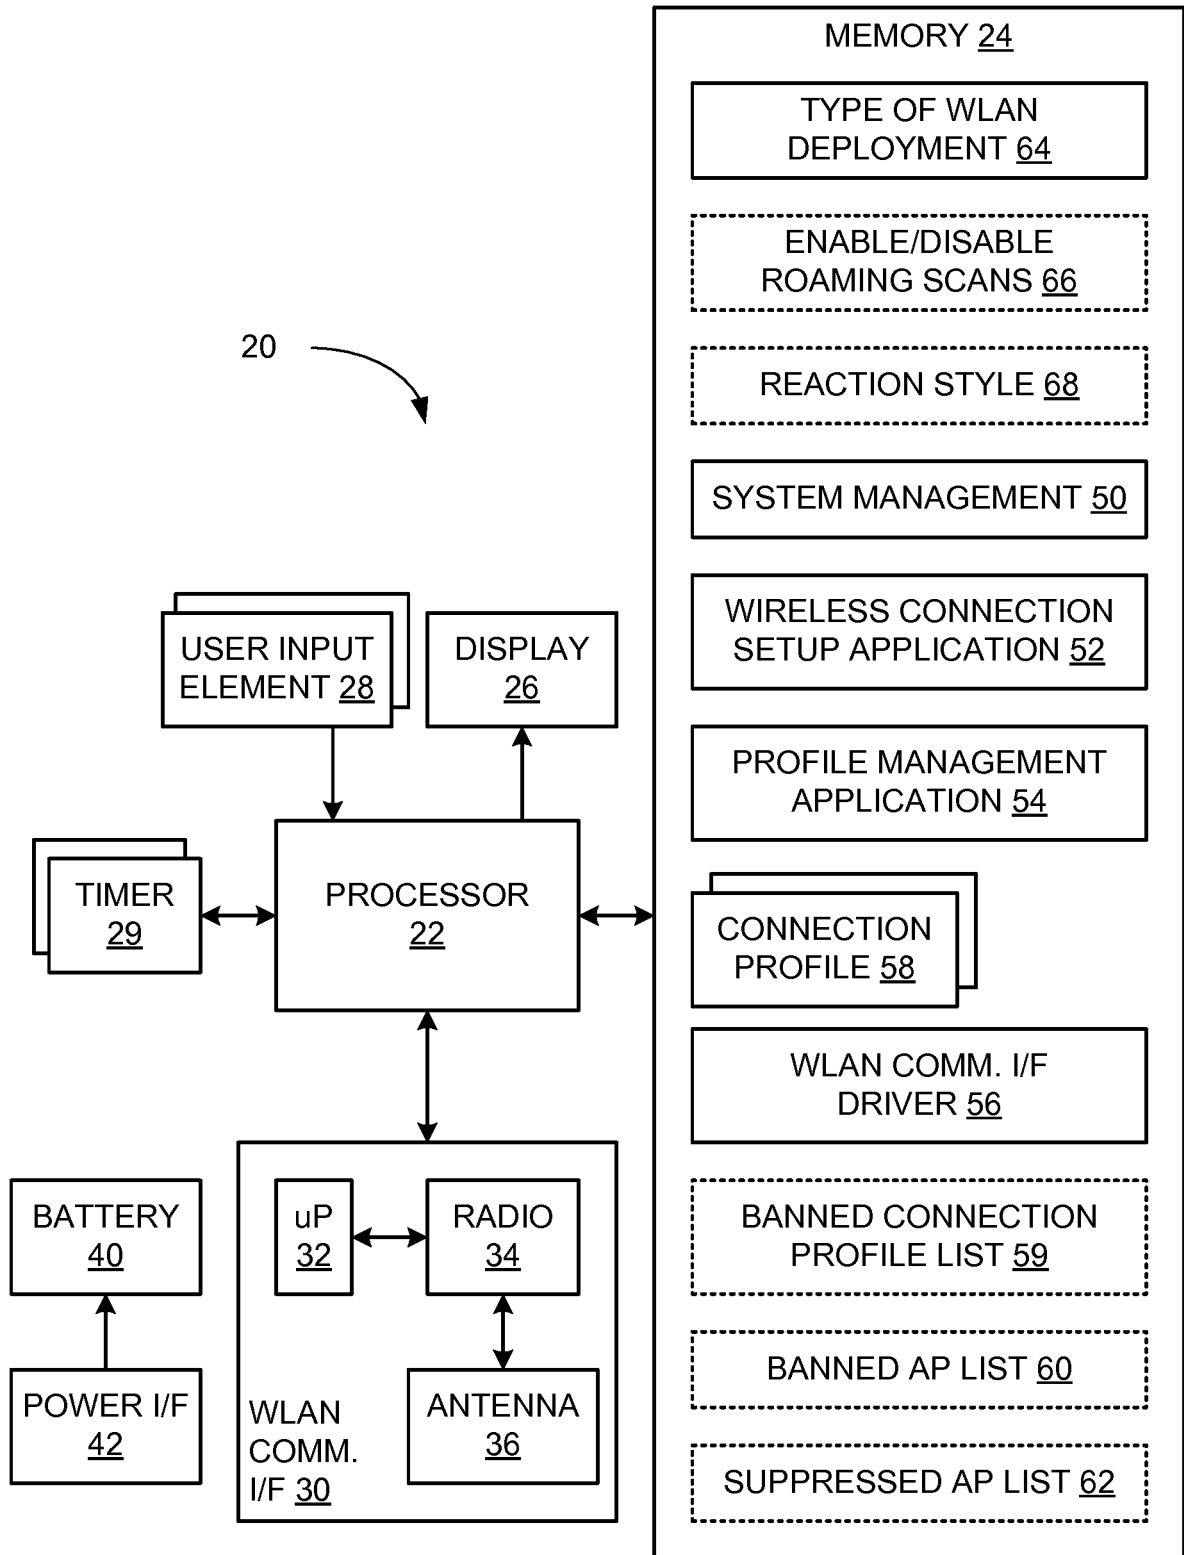 MEMORY 24
TYPE OF WLAN
DEPLOYMENT 64
ENABLE/DISABLE
ROAMING SCANS 66
REACTION STYLE 68
SYSTEM MANAGEMENT 50
WIRELESS CONNECTION
SETUP APPLICATION 52
PROFILE MANAGEMENT
APPLICATION 54
CONNECTION
PROFILE 58
WLAN COMM. I/F
DRIVER 56
BANNED CONNECTION
PROFILE LIST 59
BANNED AP LIST 60
SUPPRESSED AP LIST 62
20
USER INPUT
ELEMENT 28
DISPLAY
26
TIMER
29
PROCESSOR
22
BATTERY
40
POWER I/F
42
uP
32
RADIO
34
ANTENNA
36
WLAN
COMM.
I/F 30